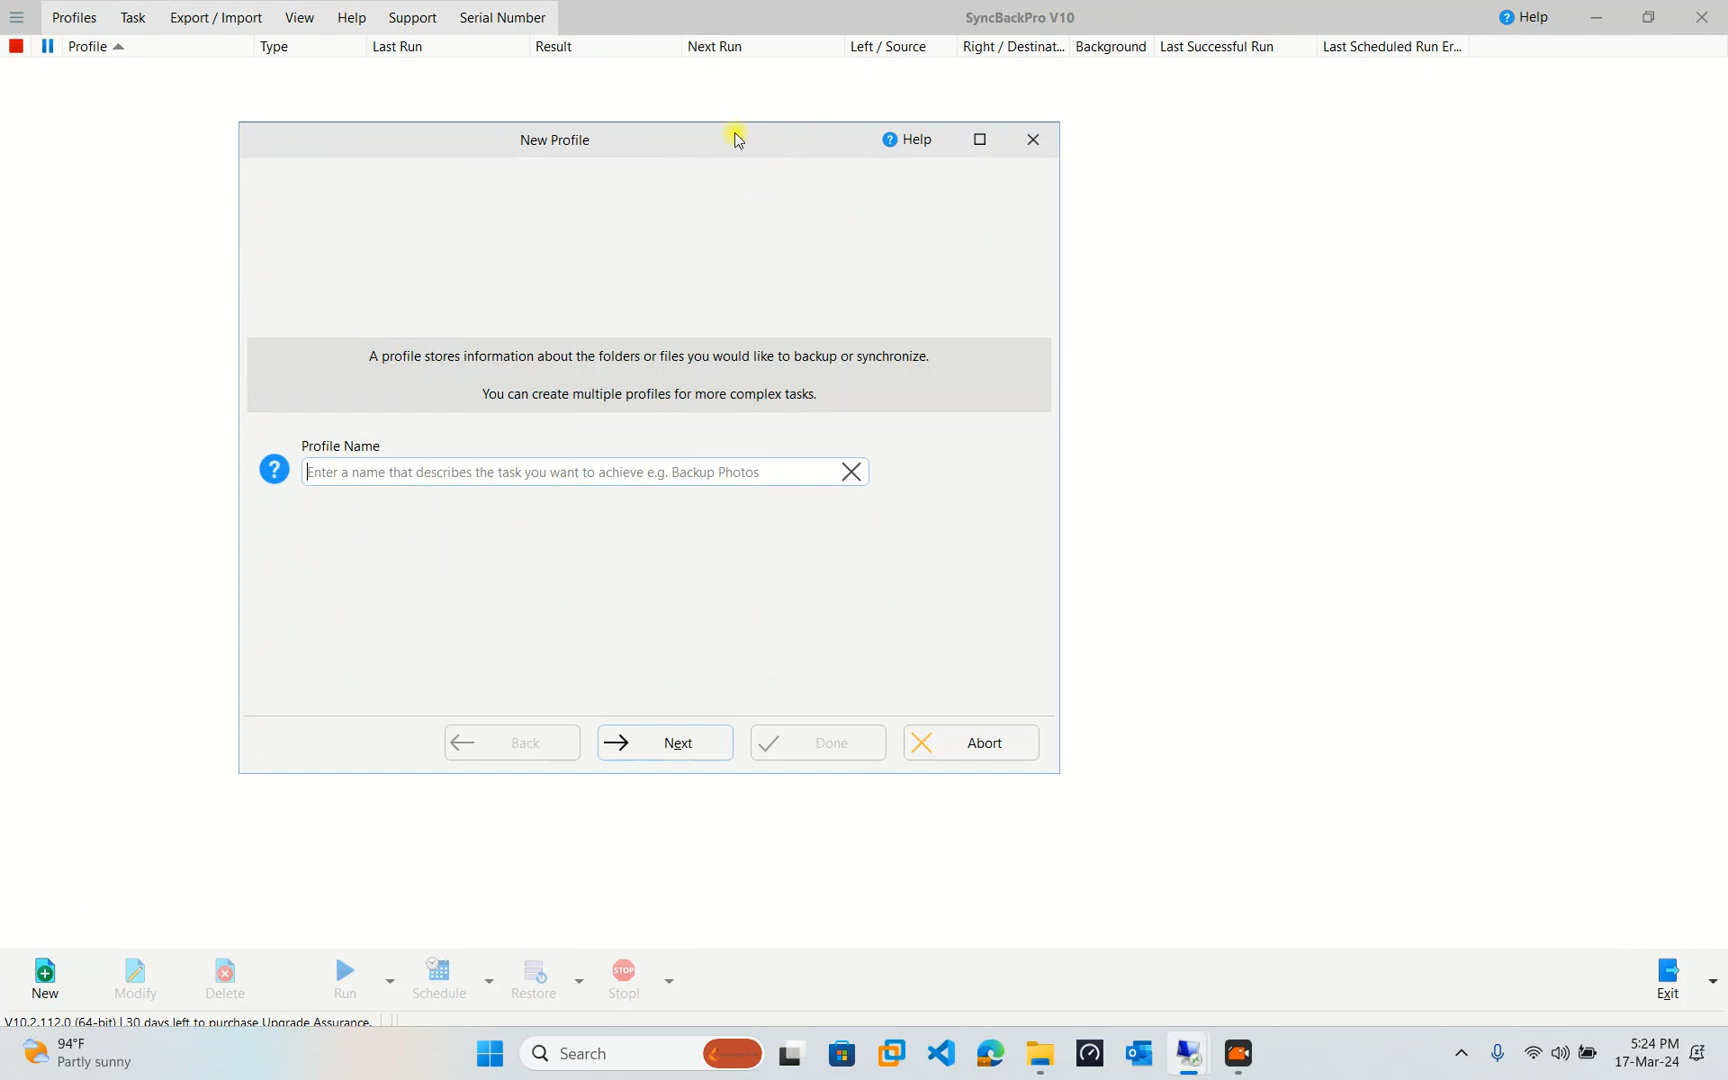 Profiles Task Export / Import View Help Support Serial Number SyncBackPro V10 Help
Profile Type Last Run Result Next Run Left / Source Right / Destinat... Background Last Successful Run Last Scheduled Run Er...
New Profile Help
A profile stores information about the folders or files you would like to backup or synchronize.
You can create multiple profiles for more complex tasks.
Profile Name
Enter a name that describes the task you want to achieve e.g. Backup Photos
Back Next Done Abort
STOP
New Modify Delete Run Schedule Restore Stop! Exit
V10.2.112.0 (64-bit) | 30 days left to purchase Upgrade Assurance.
94°F
Partly sunny
Search
5:24 PM
17-Mar-24